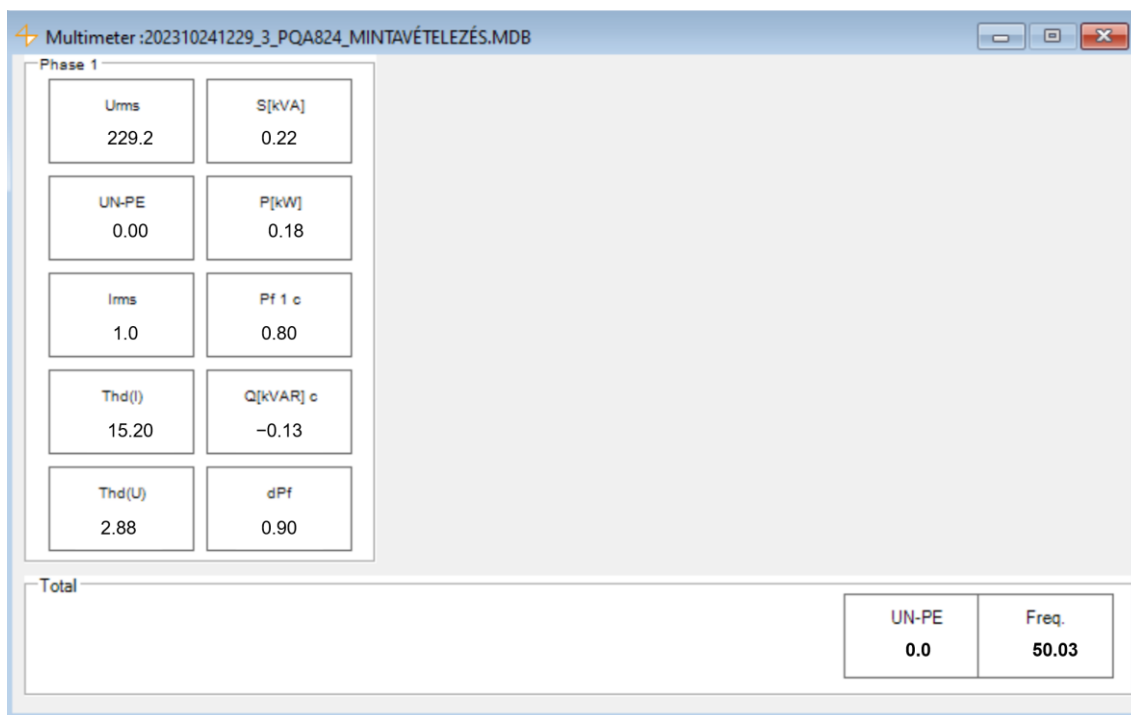 Multimeter :202310241229_3_PQA824_MINTAVÉTELEZÉS.MDB
Phase 1
Urms
229.2
S[kVA]
0.22
UN-PE
0.00
P[kW]
0.18
Irms
1.0
Pf 1 c
0.80
Thd(I)
15.20
Q[kVAR] c
−0.13
Thd(U)
2.88
dPf
0.90
Total
UN-PE
0.0
Freq.
50.03